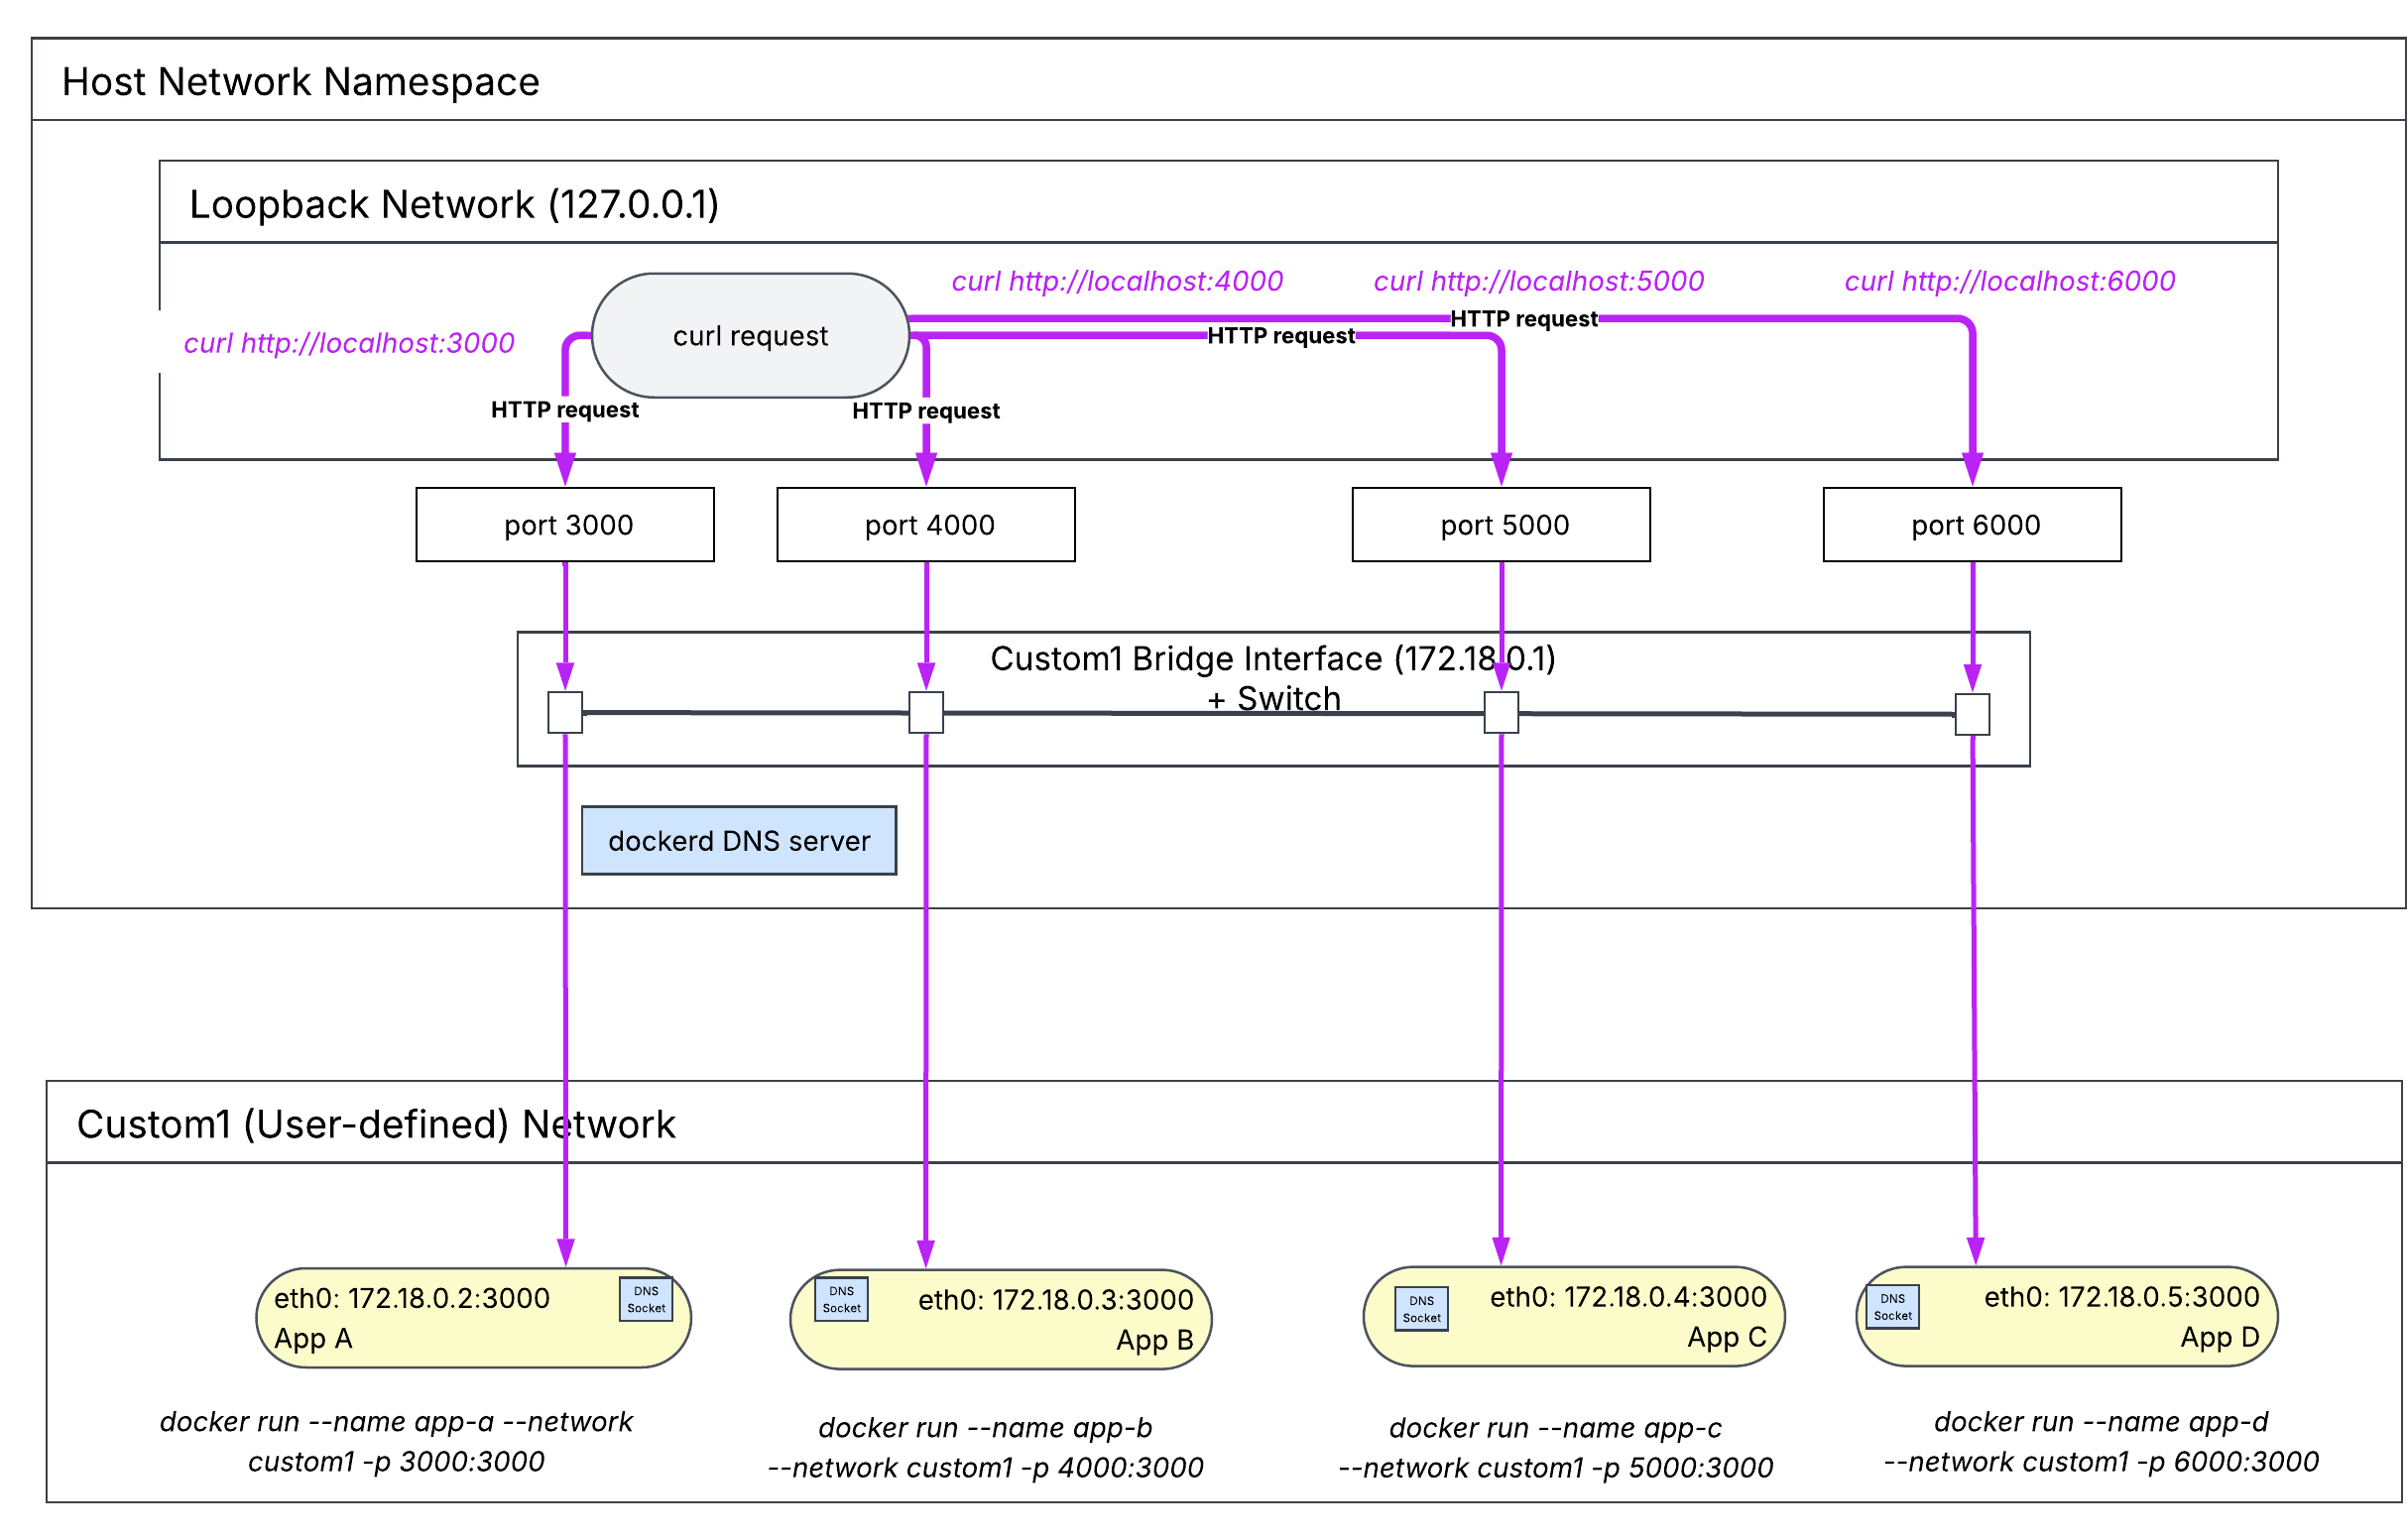 Host Network Namespace
Loopback Network (127.0.0.1)
curl http://localhost:4000
curl http://localhost:5000
curl http://localhost:6000
curl http://localhost:3000
curl request
HTTP request
HTTP request
HTTP request
HTTP request
port 3000
port 4000
port 5000
port 6000
Custom1 Bridge Interface (172.18.0.1)
+ Switch
dockerd DNS server
Custom1 (User-defined) Network
eth0: 172.18.0.2:3000
App A
DNS
Socket
DNS
Socket
eth0: 172.18.0.3:3000
App B
DNS
Socket
eth0: 172.18.0.4:3000
App C
DNS
Socket
eth0: 172.18.0.5:3000
App D
docker run --name app-a --network
custom1 -p 3000:3000
docker run --name app-b
--network custom1 -p 4000:3000
docker run --name app-c
--network custom1 -p 5000:3000
docker run --name app-d
--network custom1 -p 6000:3000